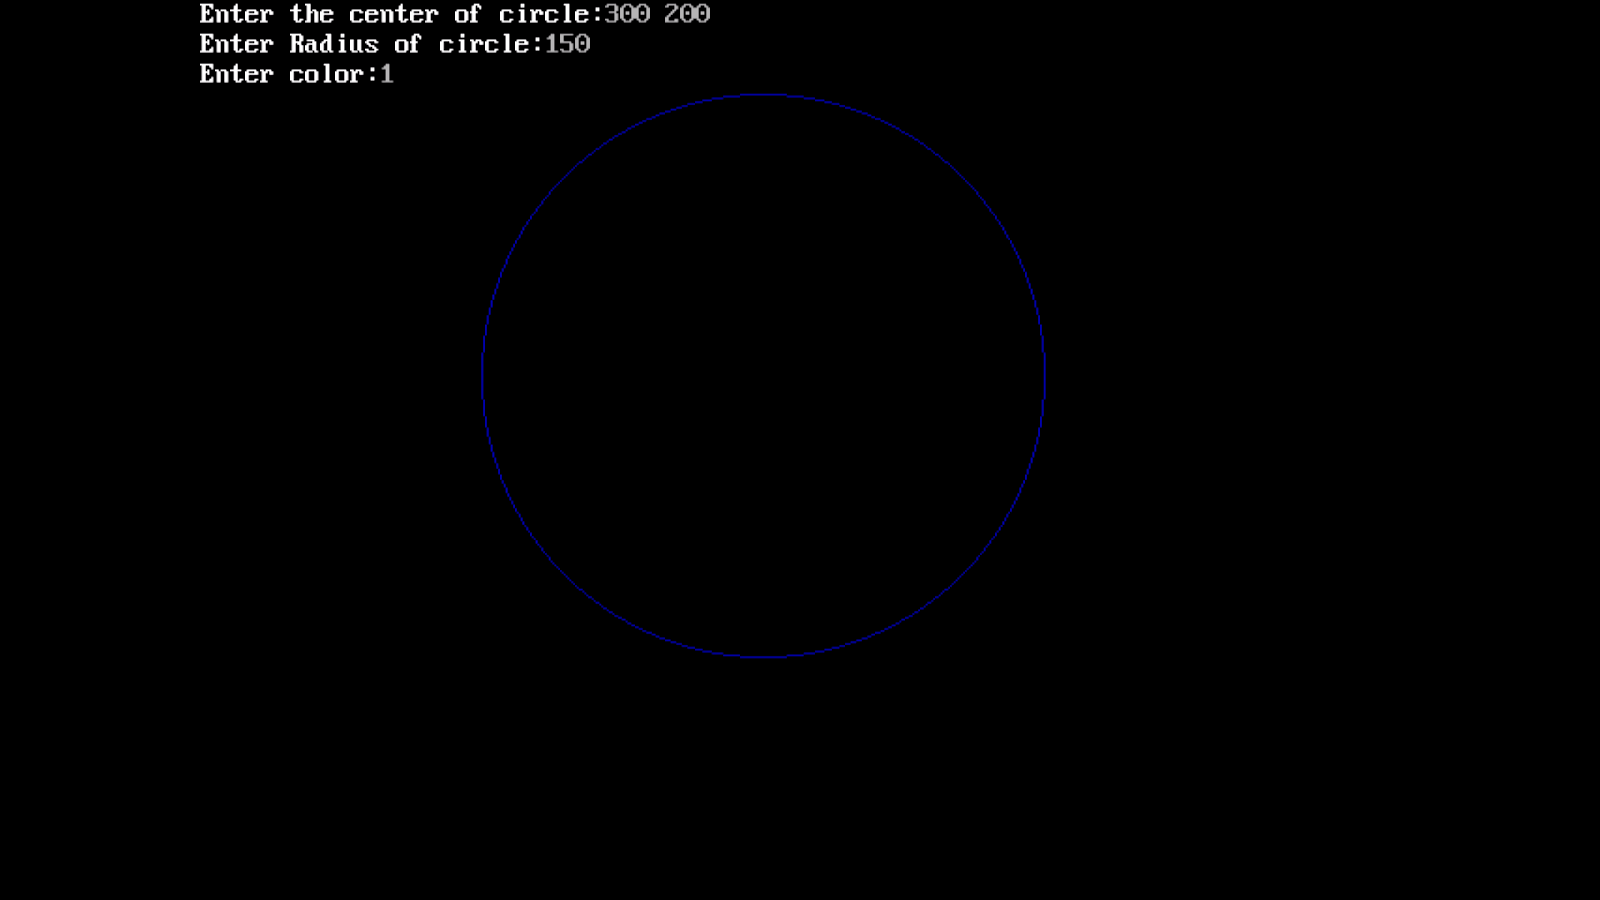 Enter the center of circle:300 200
Enter Radius of circle:150
Enter color:1